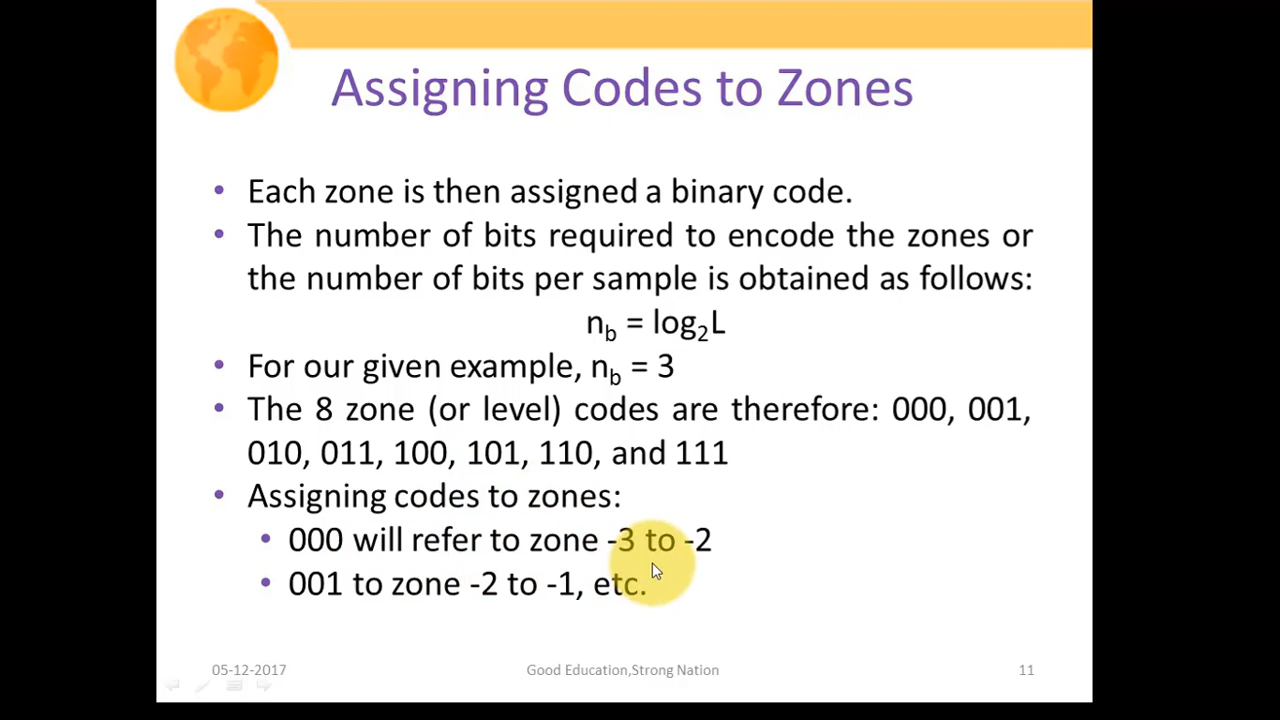 Assigning Codes to Zones
• Each zone is then assigned a binary code.
• The number of bits required to encode the zones or
the number of bits per sample is obtained as follows:
n_b = log₂L
• For our given example, n_b = 3
• The 8 zone (or level) codes are therefore: 000, 001,
010, 011, 100, 101, 110, and 111
• Assigning codes to zones:
• 000 will refer to zone -3 to -2
• 001 to zone -2 to -1, etc.
05-12-2017 Good Education,Strong Nation 11